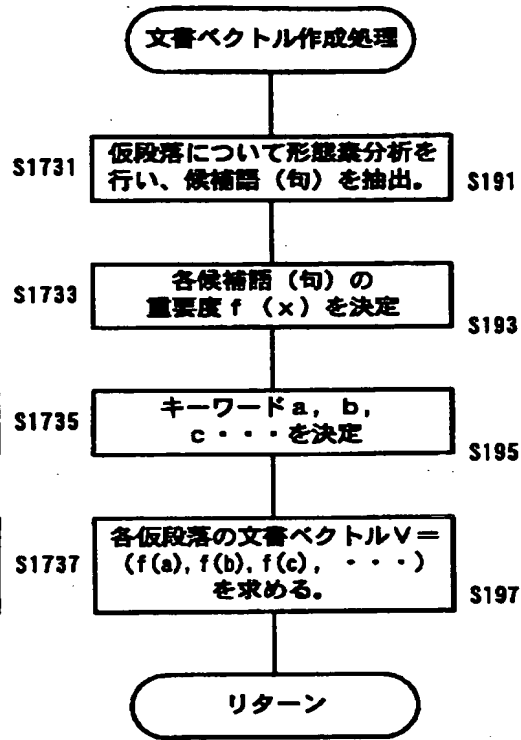 文書ベクトル作成処理
S1731
仮段落について形態素分析を
行い、候補語（句）を抽出。
S191
S1733
各候補語（句）の
重要度ｆ（ｘ）を決定
S193
S1735
キーワードａ，ｂ，
ｃ・・・を決定
S195
S1737
各仮段落の文書ベクトルＶ＝
(f(a), f(b), f(c), ・・・)
を求める。
S197
リターン